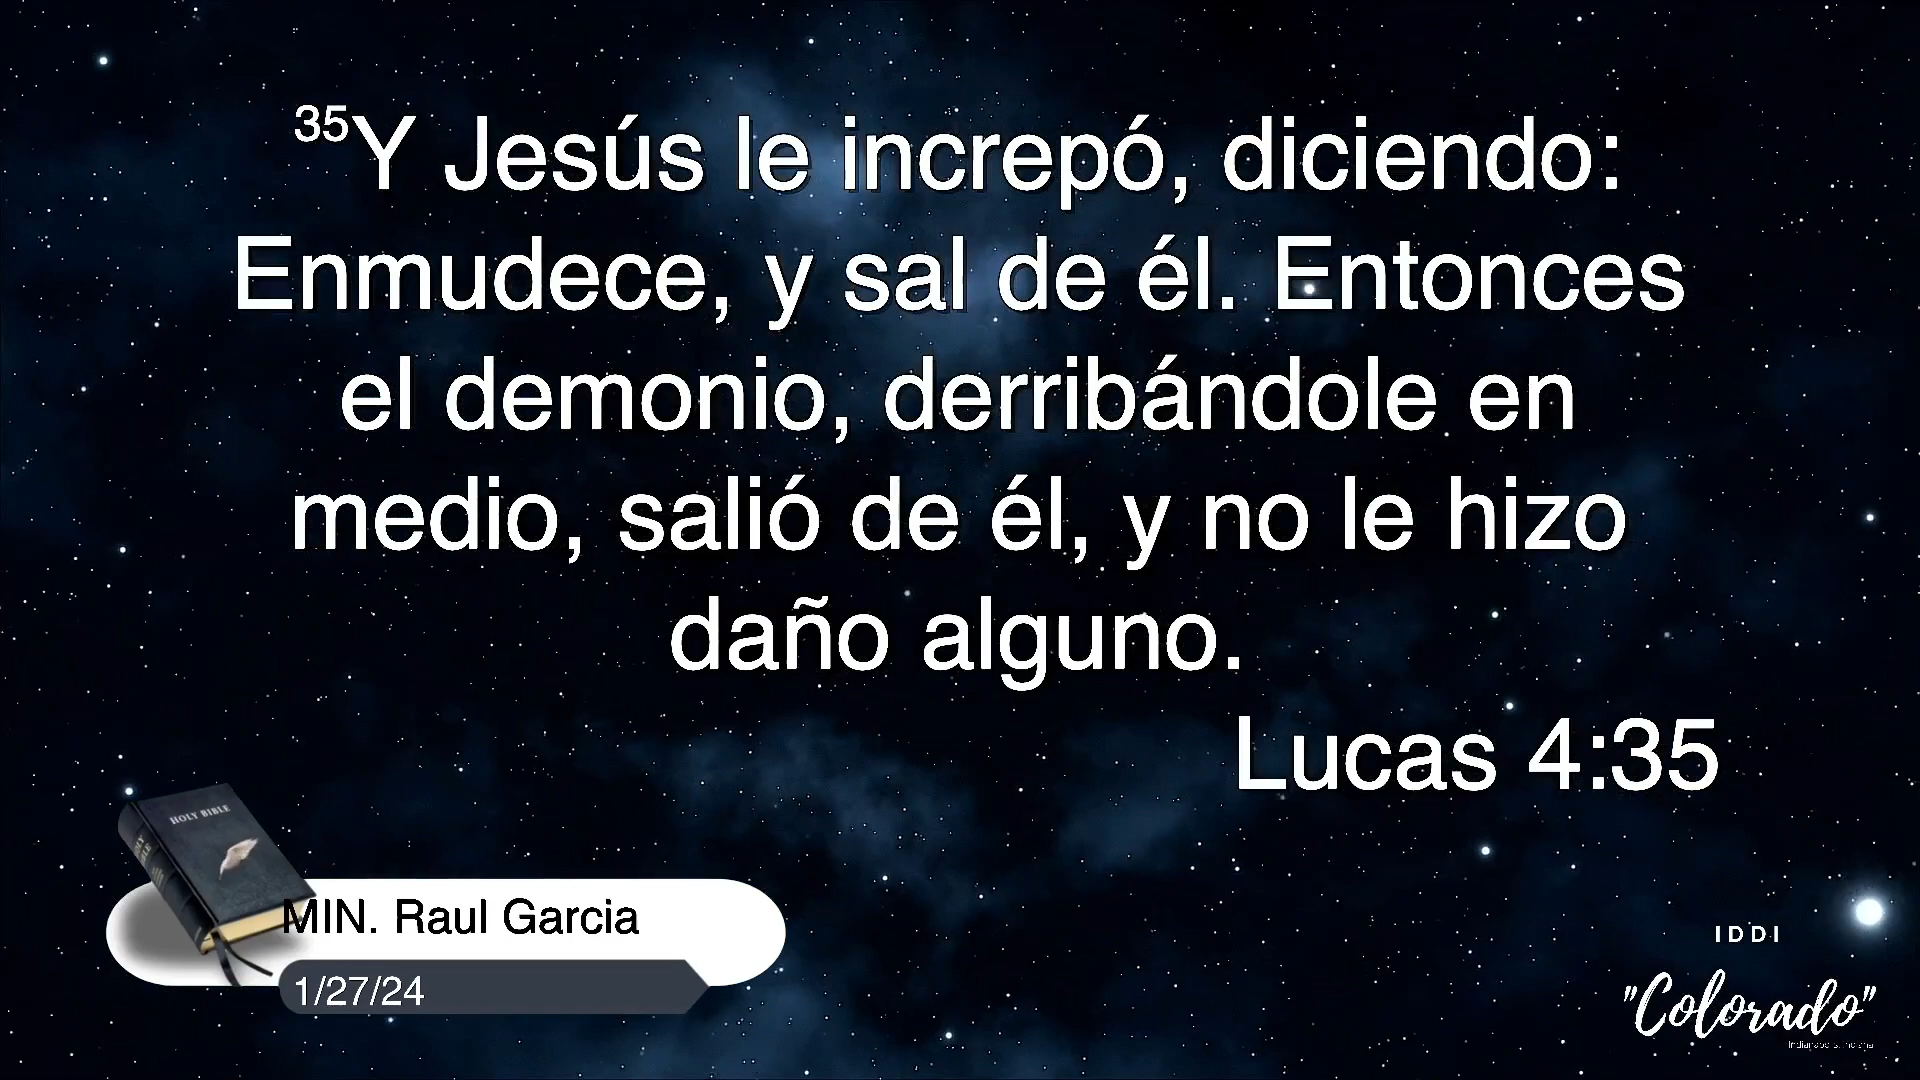 35Y Jesús le increpó, diciendo:
Enmudece, y sal de él. Entonces
el demonio, derribándole en
medio, salió de él, y no le hizo
daño alguno.
Lucas 4:35
HOLY BIBLE
MIN. Raul Garcia
1/27/24
IDDI
"Colorado"